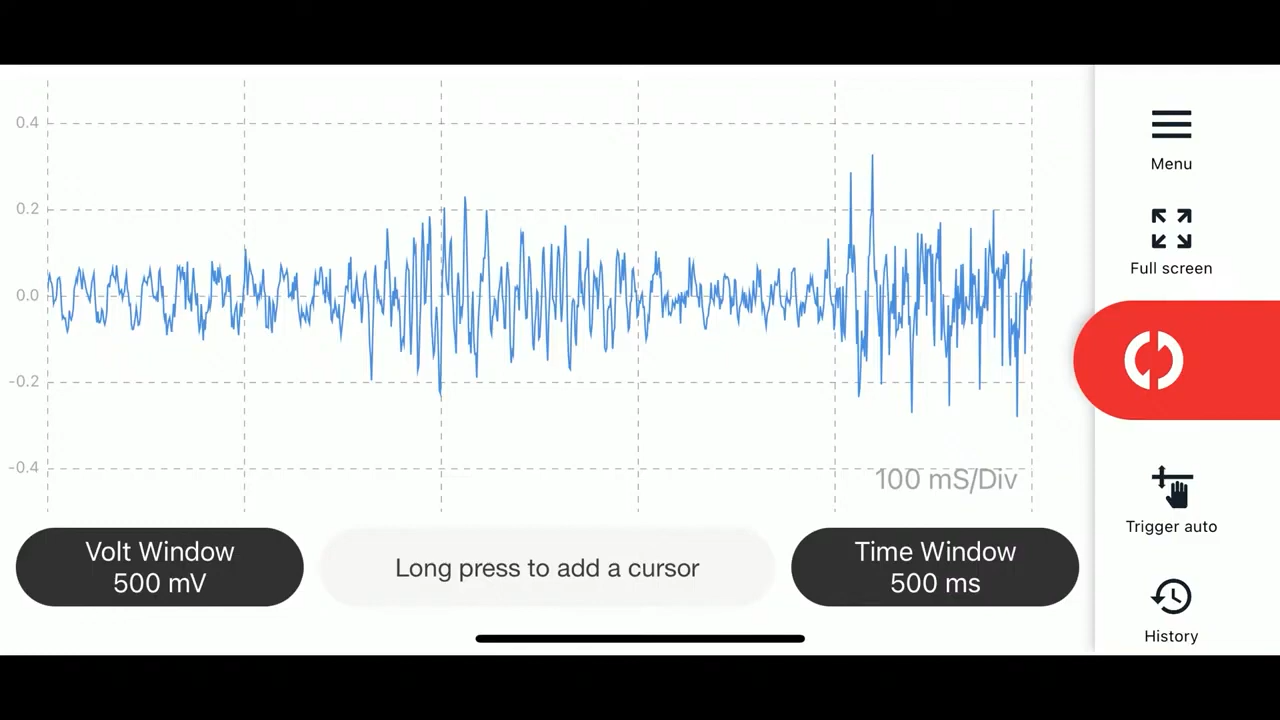 0.4
0.2
0.0
-0.2
-0.4
100 mS/Div
Volt Window
500 mV
Long press to add a cursor
Time Window
500 ms
Menu
Full screen
Trigger auto
History